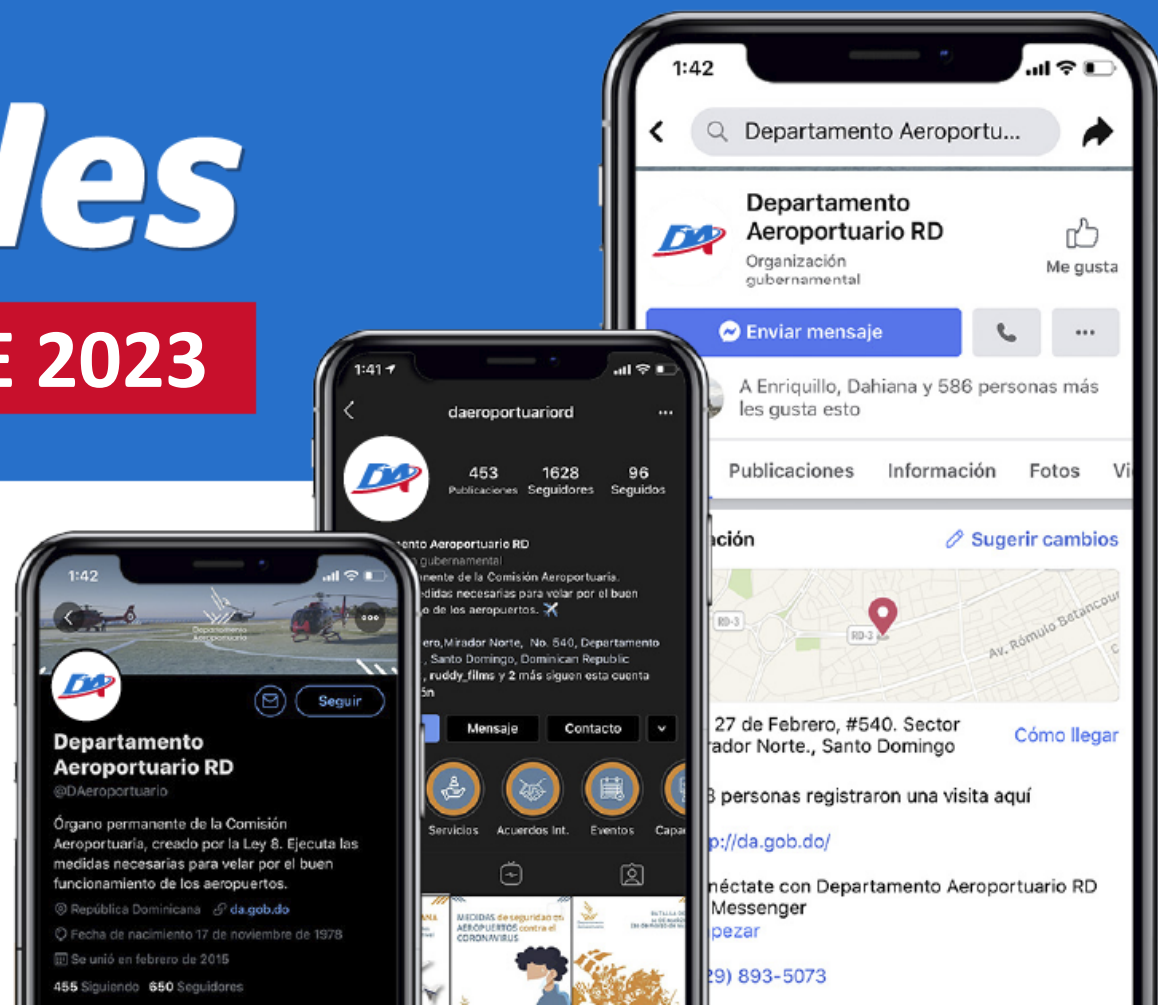 les
E 2023
1:42
Departamento Aeroportu...
Departamento
Aeroportuario RD
Organización
gubernamental
Me gusta
Enviar mensaje
A Enriquillo, Dahiana y 586 personas más
les gusta esto
Publicaciones Información Fotos Vi
ación
Sugerir cambios
RD-3
RD-3
Av. Rómulo Betancour
27 de Febrero, #540. Sector
rador Norte., Santo Domingo
Cómo llegar
personas registraron una visita aquí
p://da.gob.do/
néctate con Departamento Aeroportuario RD
Messenger
pezar
29) 893-5073
1:41
daeroportuariord
453 1628 96
Publicaciones Seguidores Seguidos
ento Aeroportuario RD
gubernamental
nente de la Comisión Aeroportuaria.
edidas necesarias para velar por el buen
o de los aeropuertos.
ero,Mirador Norte, No. 540, Departamento
, Santo Domingo, Dominican Republic
, ruddy_films y 2 más siguen esta cuenta
ón
Mensaje Contacto
Servicios Acuerdos Int. Eventos Capa
MEDIDAS de seguridad en
AEROPUERTOS contra el
CORONAVIRUS
1:42
DA
Departamento
Aeroportuario
Seguir
Departamento
Aeroportuario RD
@DAeroportuario
Órgano permanente de la Comisión
Aeroportuaria, creado por la Ley 8. Ejecuta las
medidas necesarias para velar por el buen
funcionamiento de los aeropuertos.
República Dominicana da.gob.do
Fecha de nacimiento 17 de noviembre de 1978
Se unió en febrero de 2015
455 Siguiendo 650 Seguidores